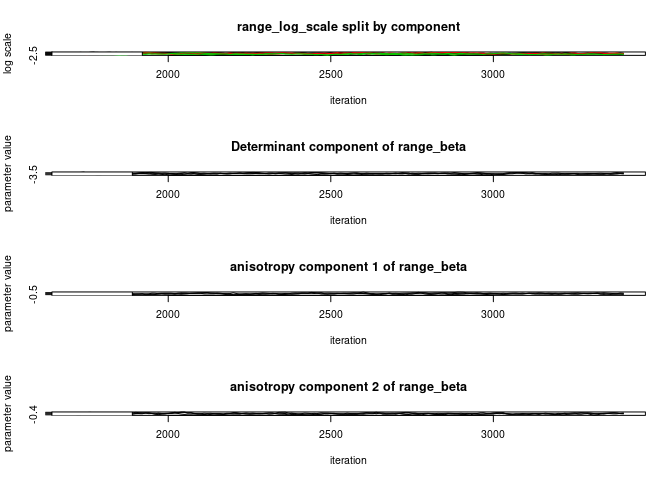 range_log_scale split by component
log scale
-2.5
2000 2500 3000
iteration
Determinant component of range_beta
parameter value
-3.5
2000 2500 3000
iteration
anisotropy component 1 of range_beta
parameter value
-0.5
2000 2500 3000
iteration
anisotropy component 2 of range_beta
parameter value
-0.4
2000 2500 3000
iteration